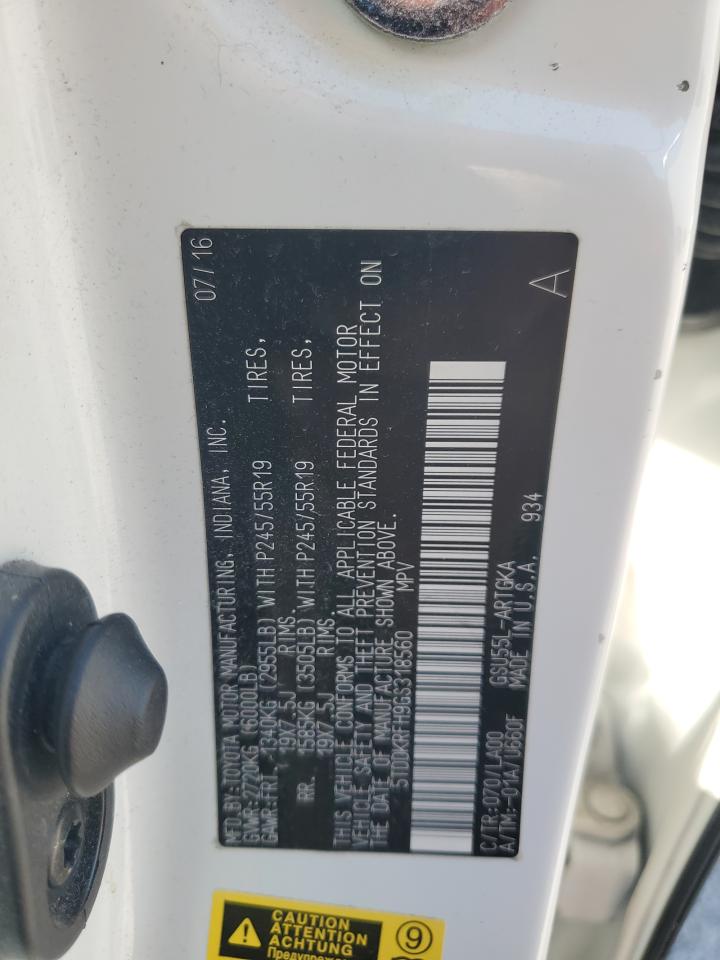 MFD.BY:TOYOTA MOTOR MANUFACTURING, INDIANA, INC. 07/16
GVWR:2720KG(6000LB)
GAWR:FRT. 1340KG (2955LB) WITH P245/55R19 TIRES,
19X7.5J RIMS.
RR. 1585KG (3505LB) WITH P245/55R19 TIRES,
19X7.5J RIMS.
THIS VEHICLE CONFORMS TO ALL APPLICABLE FEDERAL MOTOR
VEHICLE SAFETY AND THEFT PREVENTION STANDARDS IN EFFECT ON
THE DATE OF MANUFACTURE SHOWN ABOVE.
5TDDKRFH8GS318560 MPV
C/TR:070/LA00 GSU55L-ARTGKA A
A/TM:-01A/U660F MADE IN U.S.A. 934
CAUTION
ATTENTION
ACHTUNG
Предупрежде
9